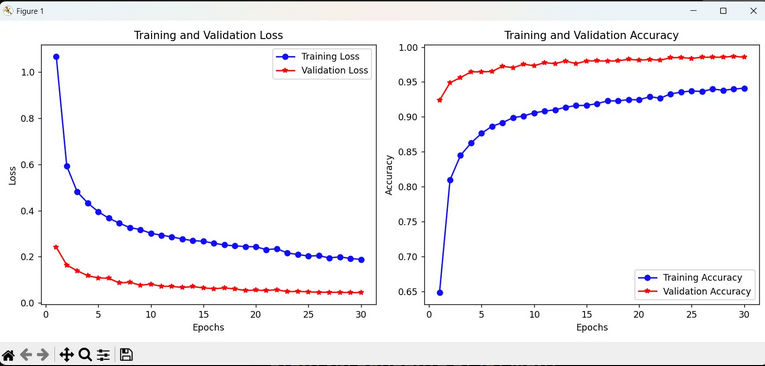 Figure 1
Training and Validation Loss
Training Loss
Validation Loss
Loss
1.0
0.8
0.6
0.4
0.2
0.0
0 5 10 15 20 25 30
Epochs
Training and Validation Accuracy
Accuracy
1.00
0.95
0.90
0.85
0.80
0.75
0.70
0.65
Training Accuracy
Validation Accuracy
0 5 10 15 20 25 30
Epochs